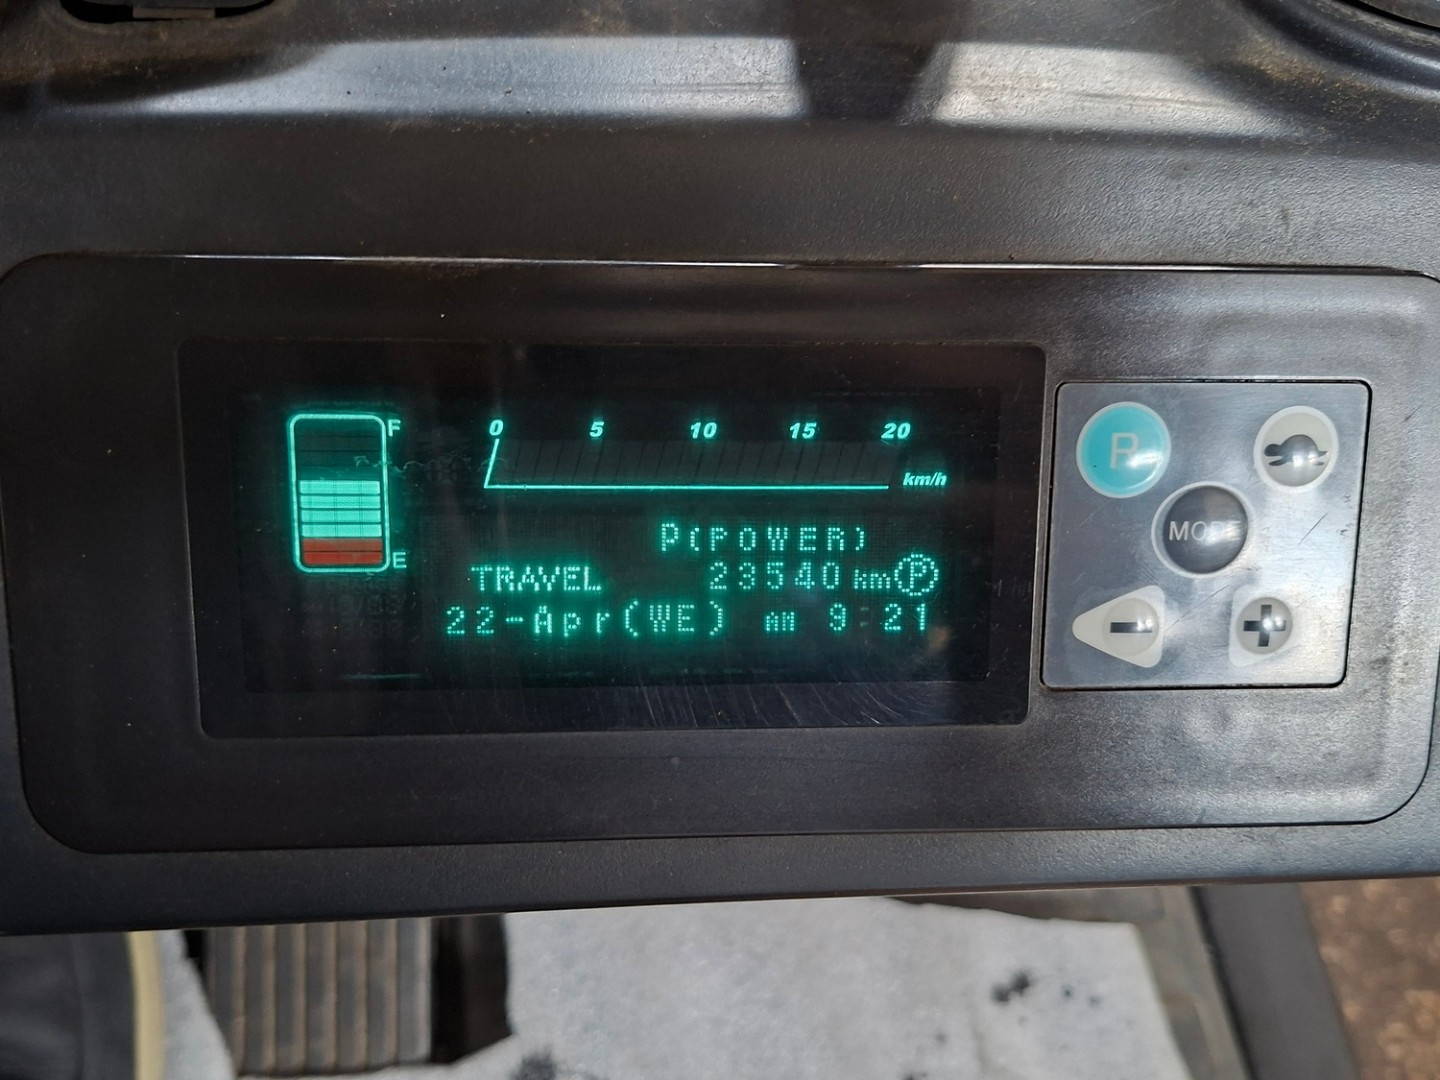 F
E
0 5 10 15 20
km/h
P(POWER)
TRAVEL 23540 km P
22-Apr(WE) AM 9:21
P
MODE
- +